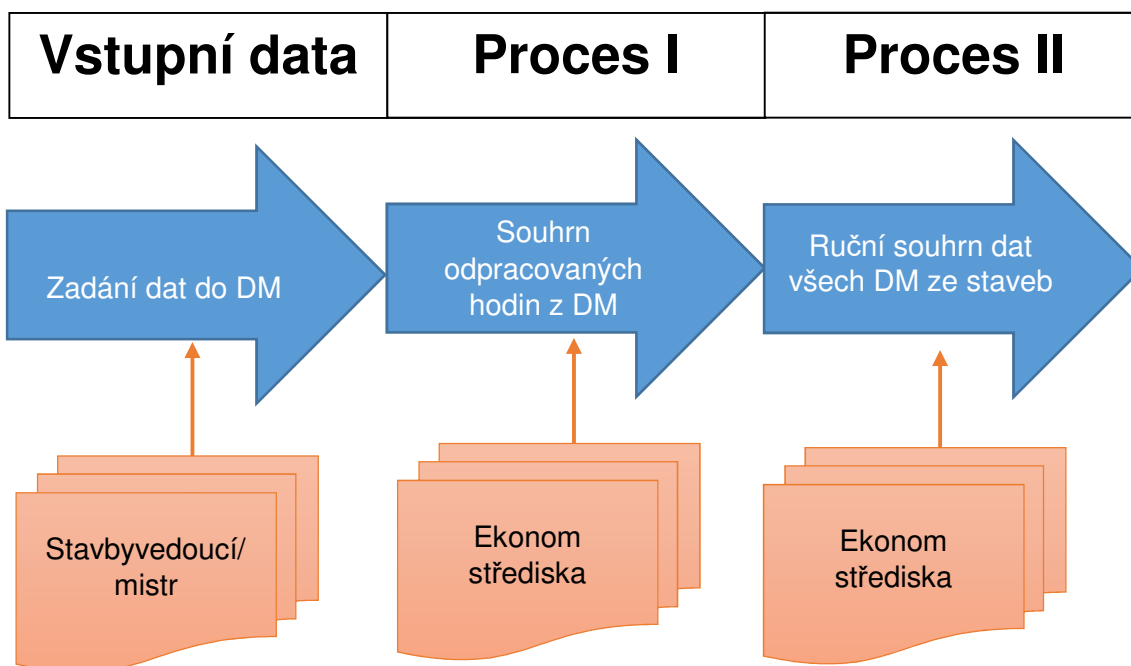 Vstupní data
Proces I
Proces II
Zadání dat do DM
Souhrn
odpracovaných
hodin z DM
Ruční souhrn dat
všech DM ze staveb
Stavbyvedoucí/
mistr
Ekonom
střediska
Ekonom
střediska